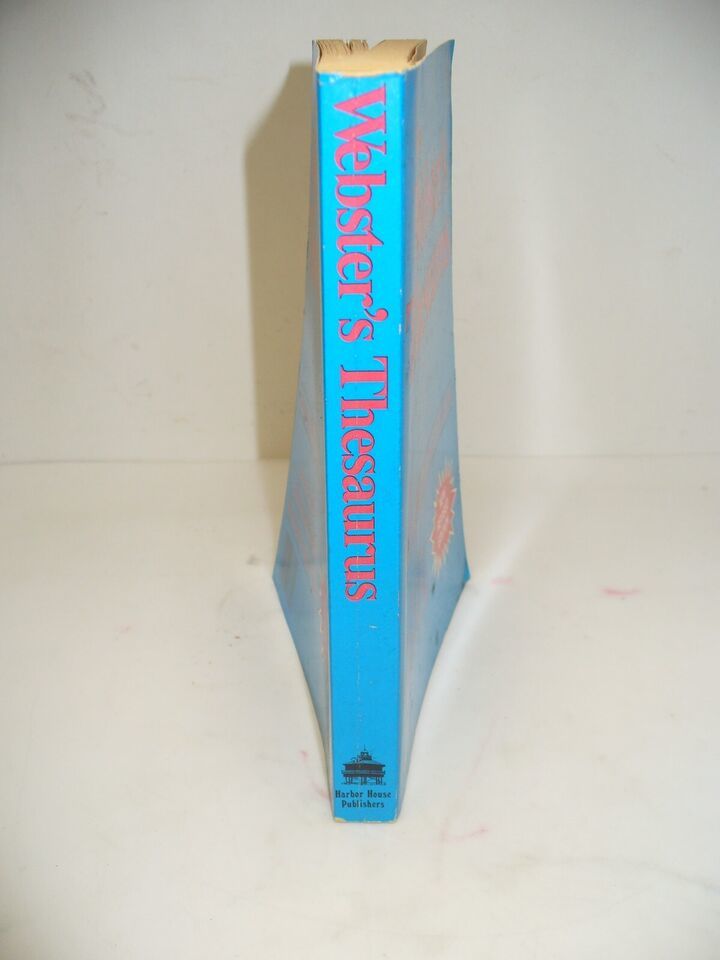 Webster's Thesaurus
Harbor House
Publishers